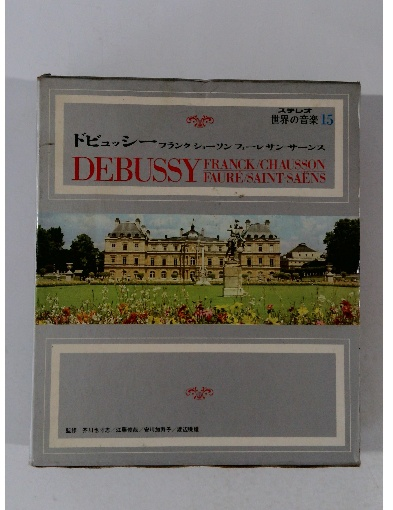 ステレオ
世界の音楽 15
ドビュッシー フランク ショーソン フォーレ サン サーンス
DEBUSSY FRANCK/CHAUSSON
FAURE/SAINT-SAËNS
監修